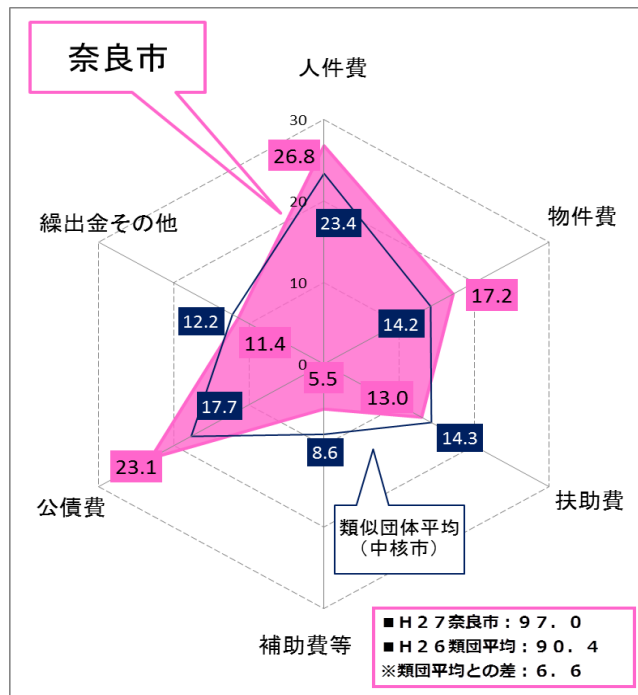 奈良市
人件費
30
26.8
20
23.4
繰出金その他
物件費
10
12.2
14.2
17.2
11.4
0
5.5
13.0
17.7
14.3
8.6
23.1
公債費
扶助費
類似団体平均
（中核市）
補助費等
■Ｈ２７奈良市：９７．０
■Ｈ２６類団平均：９０．４
※類団平均との差：６．６